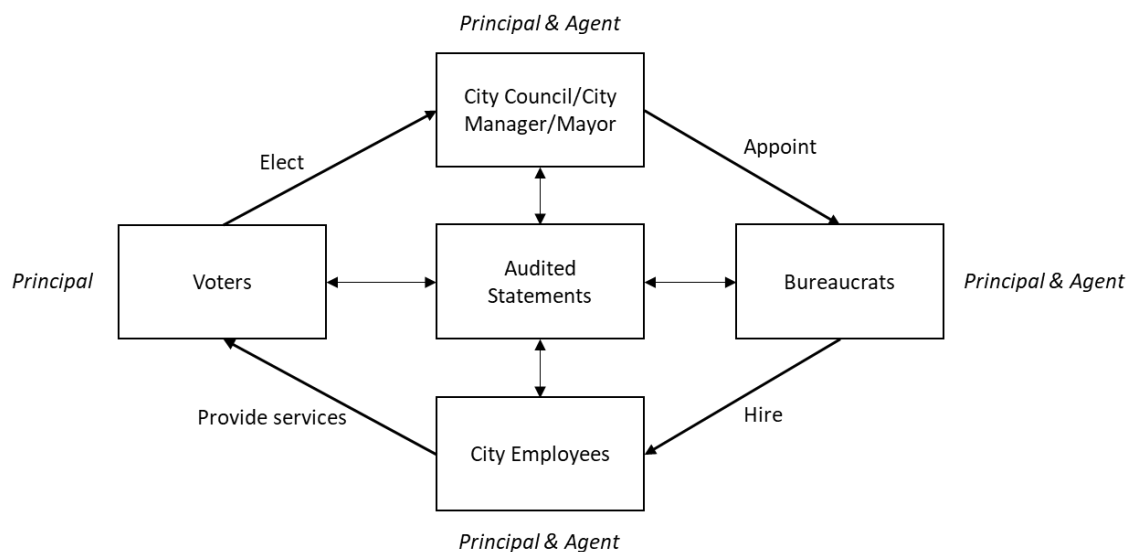 Principal & Agent
City Council/City
Manager/Mayor
Elect
Appoint
Principal
Voters
Audited
Statements
Bureaucrats
Principal & Agent
Provide services
Hire
City Employees
Principal & Agent